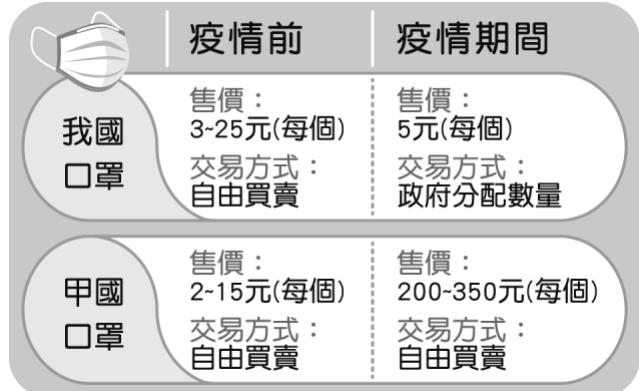 疫情前
疫情期間
我國
口罩
售價：
3~25元(每個)
交易方式：
自由買賣
售價：
5元(每個)
交易方式：
政府分配數量
甲國
口罩
售價：
2~15元(每個)
交易方式：
自由買賣
售價：
200~350元(每個)
交易方式：
自由買賣